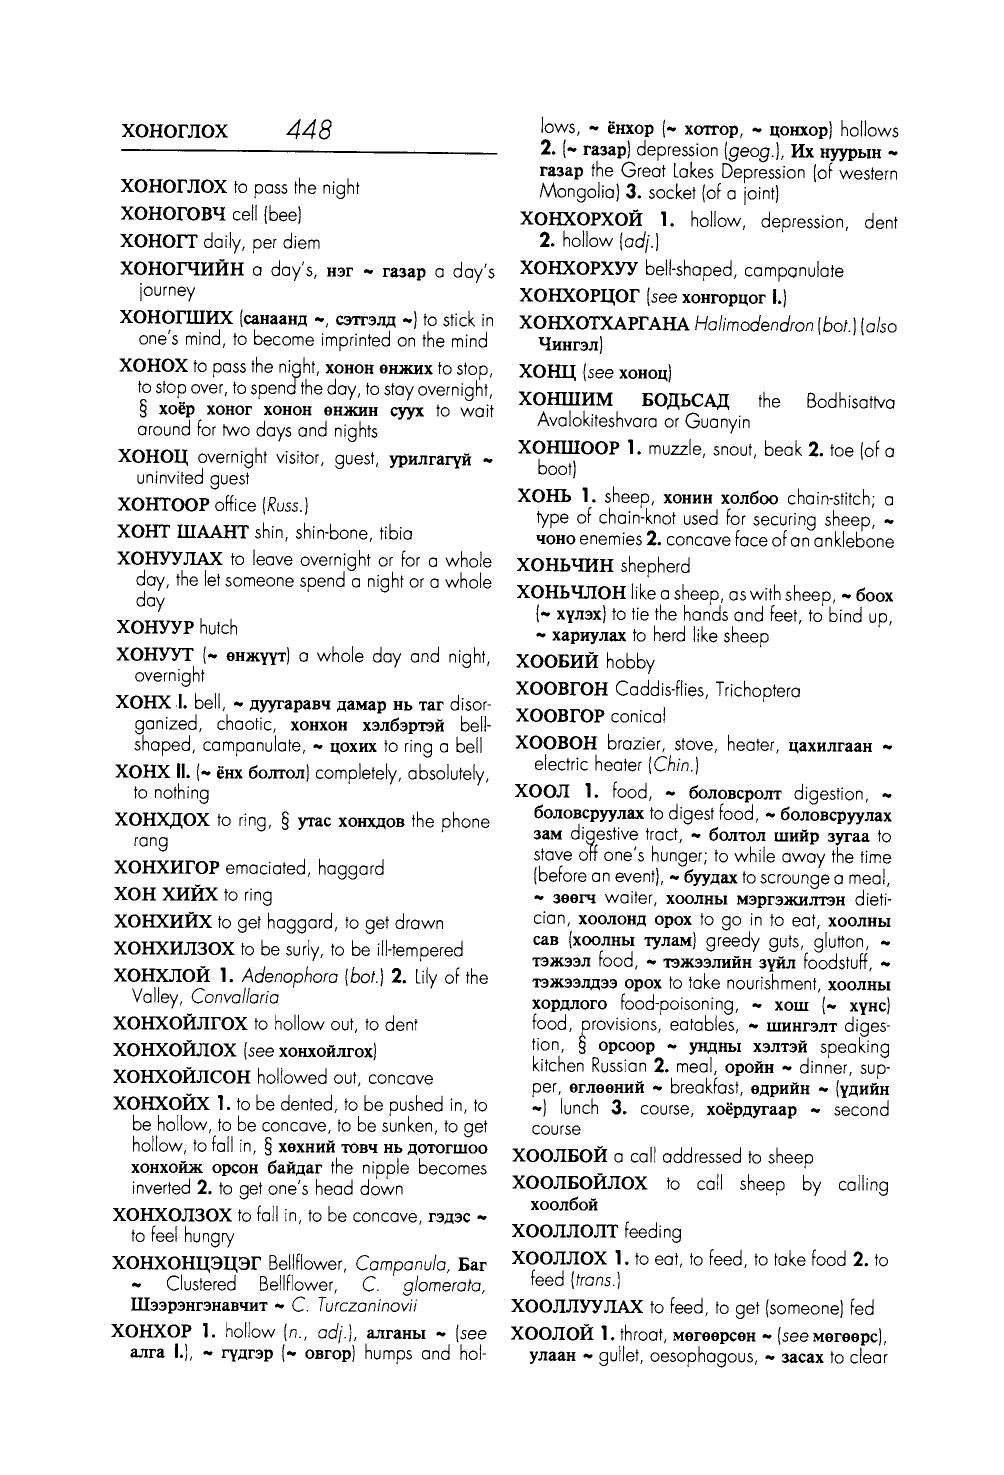 ХОНОГЛОХ 448
ХОНОГЛОХ to pass the night
ХОНОГОВЧ cell (bee)
ХОНОГТ daily, per diem
ХОНОГЧИЙН a day's, нэг ~ газар a day's
journey
ХОНОГШИХ (санаанд ~, сэтгэлд ~) to stick in
one's mind, to become imprinted on the mind
ХОНОХ to pass the night, хонон өнжих to stop,
to stop over, to spend the day, to stay overnight,
§ хоёр хоног хонон өнжин суух to wait
around for two days and nights
ХОНОЦ overnight visitor, guest, урилгагүй ~
uninvited guest
ХОНТООР office (Russ.)
ХОНТ ШААНТ shin, shin-bone, tibia
ХОНУУЛАХ to leave overnight or for a whole
day, the let someone spend a night or a whole
day
ХОНУУР hutch
ХОНУУТ (~ өнжүүт) a whole day and night,
overnight
ХОНХ I. bell, ~ дуугаравч дамар нь таг disor-
ganized, chaotic, хонхон хэлбэртэй bell-
shaped, campanulate, ~ цохих to ring a bell
ХОНХ II. (~ ёнх болтол) completely, absolutely,
to nothing
ХОНХДОХ to ring, § утас хонхдов the phone
rang
ХОНХИГОР emaciated, haggard
ХОН ХИЙХ to ring
ХОНХИЙХ to get haggard, to get drawn
ХОНХИЛЗОХ to be surly, to be ill-tempered
ХОНХЛОЙ 1. Adenophora (bot.) 2. Lily of the
Valley, Convallaria
ХОНХОЙЛГОХ to hollow out, to dent
ХОНХОЙЛОХ (see хонхойлгох)
ХОНХОЙЛСОН hollowed out, concave
ХОНХОЙХ 1. to be dented, to be pushed in, to
be hollow, to be concave, to be sunken, to get
hollow, to fall in, § хөхний товч нь дотогшоо
хонхойж орсон байдаг the nipple becomes
inverted 2. to get one's head down
ХОНХОЛЗОХ to fall in, to be concave, гэдэс ~
to feel hungry
ХОНХОНЦЭЦЭГ Bellflower, Campanula, Баг
~ Clustered Bellflower, C. glomerata,
Шээрэнгэнавчит ~ C. Turczaninovii
ХОНХОР 1. hollow (n., adj.), алганы ~ (see
алга I.), ~ гүдгэр (~ овгор) humps and hol-
lows, ~ ёнхор (~ хотгор, ~ цонхор) hollows
2. (~ газар) depression (geog.), Их нуурын ~
газар the Great Lakes Depression (of western
Mongolia) 3. socket (of a joint)
ХОНХОРХОЙ 1. hollow, depression, dent
2. hollow (adj.)
ХОНХОРХУУ bell-shaped, campanulate
ХОНХОРЦОГ (see хонгорцог I.)
ХОНХОТХАРГАНА Halimodendron (bot.) (also
Чингэл)
ХОНЦ (see хоноц)
ХОНШИМ БОДЬСАД the Bodhisattva
Avalokiteshvara or Guanyin
ХОНШООР 1. muzzle, snout, beak 2. toe (of a
boot)
ХОНЬ 1. sheep, хонин холбоо chain-stitch; a
type of chain-knot used for securing sheep, ~
чоно enemies 2. concave face of an anklebone
ХОНЬЧИН shepherd
ХОНЬЧЛОН like a sheep, as with sheep, ~ боох
(~ хүлэх) to tie the hands and feet, to bind up,
~ хариулах to herd like sheep
ХООБИЙ hobby
ХООВГОН Caddis-flies, Trichoptera
ХООВГОР conical
ХООВОН brazier, stove, heater, цахилгаан ~
electric heater (Chin.)
ХООЛ 1. food, ~ боловсролт digestion, ~
боловсруулах to digest food, ~ боловсруулах
зам digestive tract, ~ болтол шийр зугаа to
stave off one's hunger; to while away the time
(before an event), ~ буудах to scrounge a meal,
~ зөөгч waiter, хоолны мэргэжилтэн dieti-
cian, хоолонд орох to go in to eat, хоолны
сав (хоолны тулам) greedy guts, glutton, ~
тэжээл food, ~ тэжээлийн зүйл foodstuff, ~
тэжээлдээ орох to take nourishment, хоолны
хордлого food-poisoning, ~ хош (~ хүнс)
food, provisions, eatables, ~ шингэлт diges-
tion, § орсоор ~ ундны хэлтэй speaking
kitchen Russian 2. meal, оройн ~ dinner, sup-
per, өглөөний ~ breakfast, өдрийн ~ (үдийн
~) lunch 3. course, хоёрдугаар ~ second
course
ХООЛБОЙ a call addressed to sheep
ХООЛБОЙЛОХ to call sheep by calling
хоолбой
ХООЛЛОЛТ feeding
ХООЛЛОХ 1. to eat, to feed, to take food 2. to
feed (trans.)
ХООЛЛУУЛАХ to feed, to get (someone) fed
ХООЛОЙ 1. throat, мөгөөрсөн ~ (see мөгөөрс),
улаан ~ gullet, oesophagous, ~ засах to clear